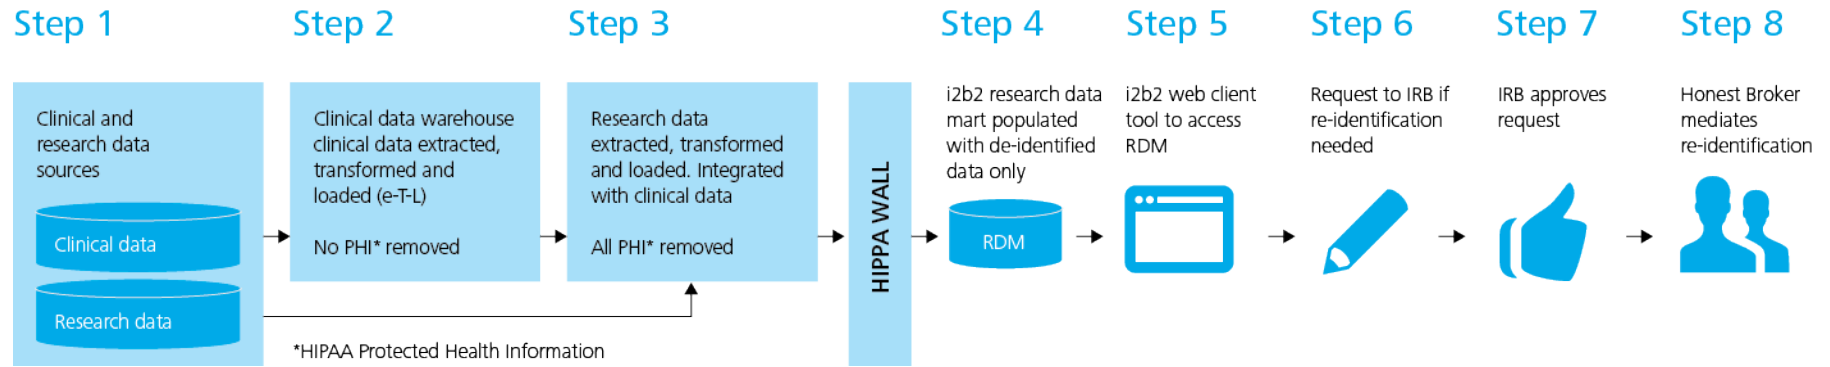 Step 1
Step 2
Step 3
Step 4
Step 5
Step 6
Step 7
Step 8
Clinical and
research data
sources
Clinical data
Research data
Clinical data warehouse
clinical data extracted,
transformed and
loaded (e-T-L)
No PHI* removed
Research data
extracted, transformed
and loaded. Integrated
with clinical data
All PHI* removed
*HIPAA Protected Health Information
HIPPA WALL
i2b2 research data
mart populated
with de-identified
data only
RDM
i2b2 web client
tool to access
RDM
Request to IRB if
re-identification
needed
IRB approves
request
Honest Broker
mediates
re-identification